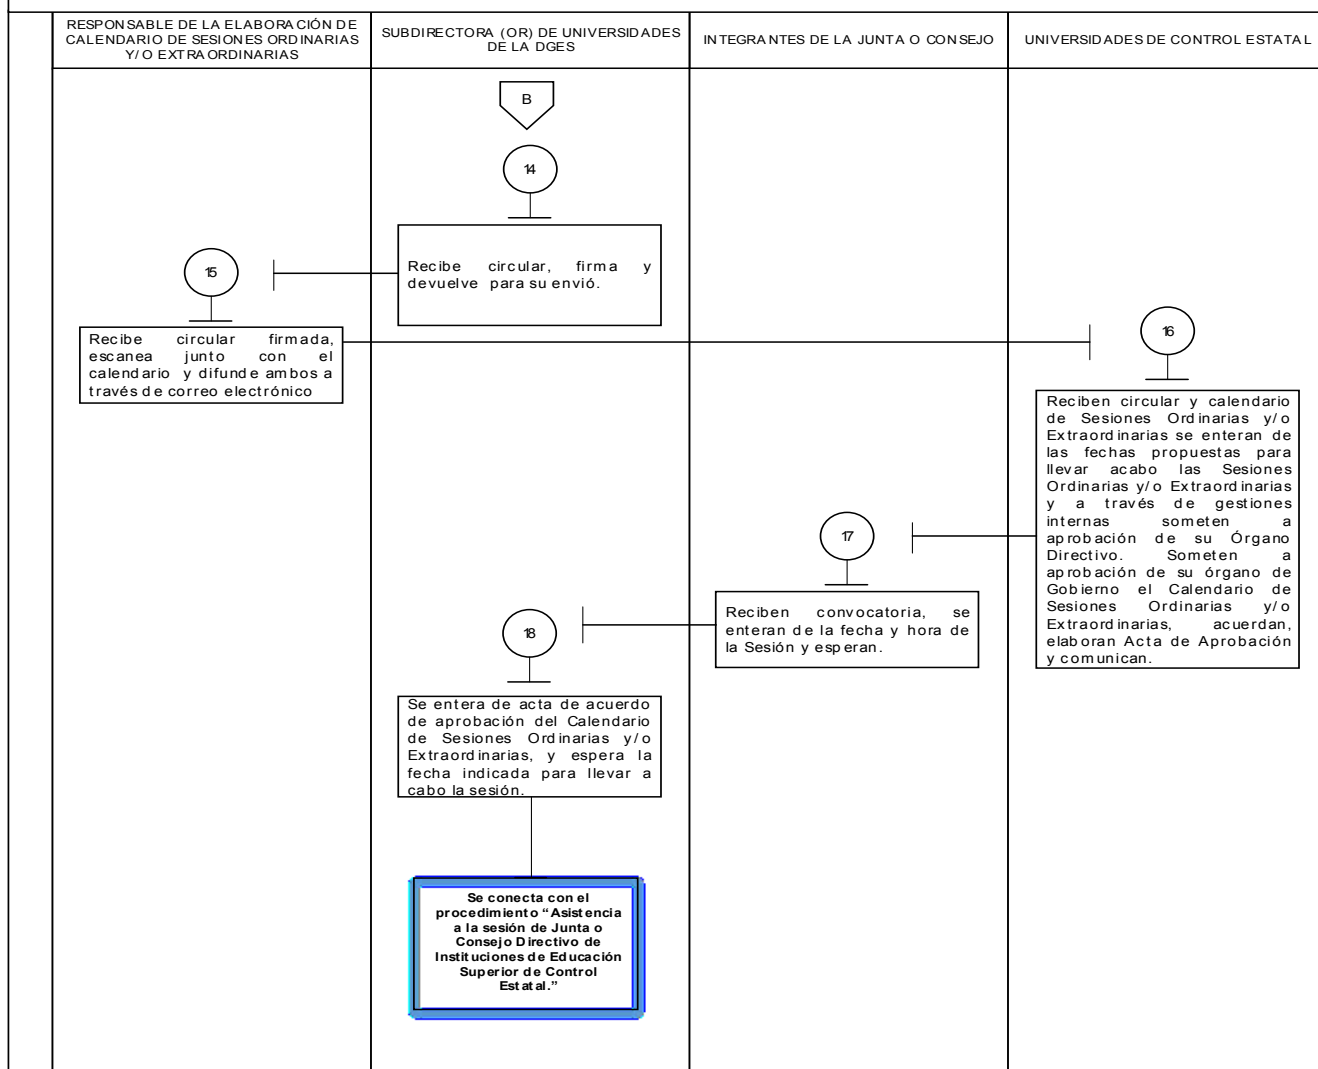 RESPONSABLE DE LA ELABORACIÓN DE
CALENDARIO DE SESIONES ORDINARIAS
Y/O EXTRAORDINARIAS
SUBDIRECTORA (OR) DE UNIVERSIDADES
DE LA DGES
INTEGRANTES DE LA JUNTA O CONSEJO
UNIVERSIDADES DE CONTROL ESTATAL
B
14
Recibe circular, firma y
devuelve para su envió.
15
Recibe circular firmada,
escanea junto con el
calendario y difunde ambos a
través de correo electrónico
16
Reciben circular y calendario
de Sesiones Ordinarias y/o
Extraordinarias se enteran de
las fechas propuestas para
llevar acabo las Sesiones
Ordinarias y/o Extraordinarias
y a través de gestiones
internas someten a
aprobación de su Órgano
Directivo. Someten a
aprobación de su órgano de
Gobierno el Calendario de
Sesiones Ordinarias y/o
Extraordinarias, acuerdan,
elaboran Acta de Aprobación
y comunican.
17
Reciben convocatoria, se
enteran de la fecha y hora de
la Sesión y esperan.
18
Se entera de acta de acuerdo
de aprobación del Calendario
de Sesiones Ordinarias y/o
Extraordinarias, y espera la
fecha indicada para llevar a
cabo la sesión.
Se conecta con el
procedimiento “Asistencia
a la sesión de Junta o
Consejo Directivo de
Instituciones de Educación
Superior de Control
Estatal.”